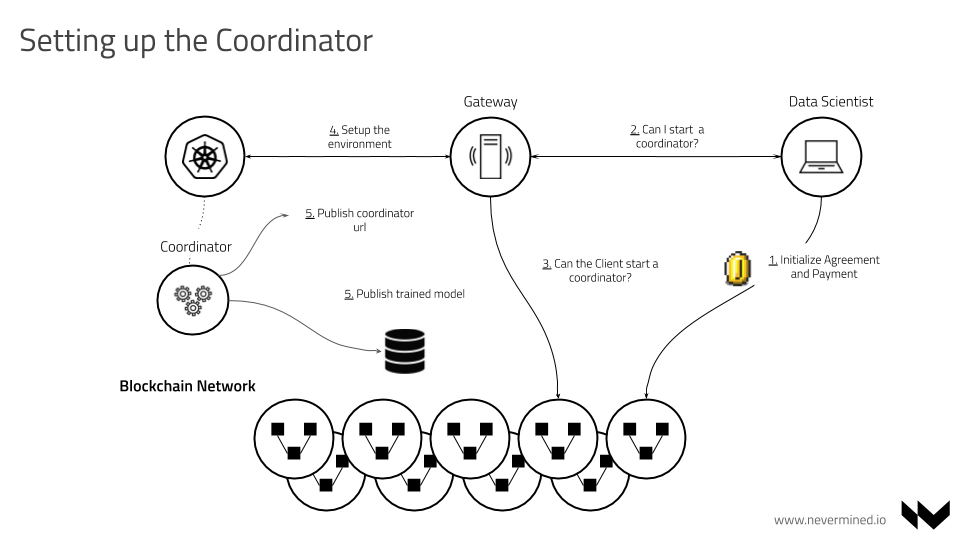 Setting up the Coordinator
Gateway
Data Scientist
4. Setup the
environment
2. Can I start a
coordinator?
5. Publish coordinator
url
Coordinator
3. Can the Client start a
coordinator?
1. Initialize Agreement
and Payment
5. Publish trained model
Blockchain Network
www.nevermined.io